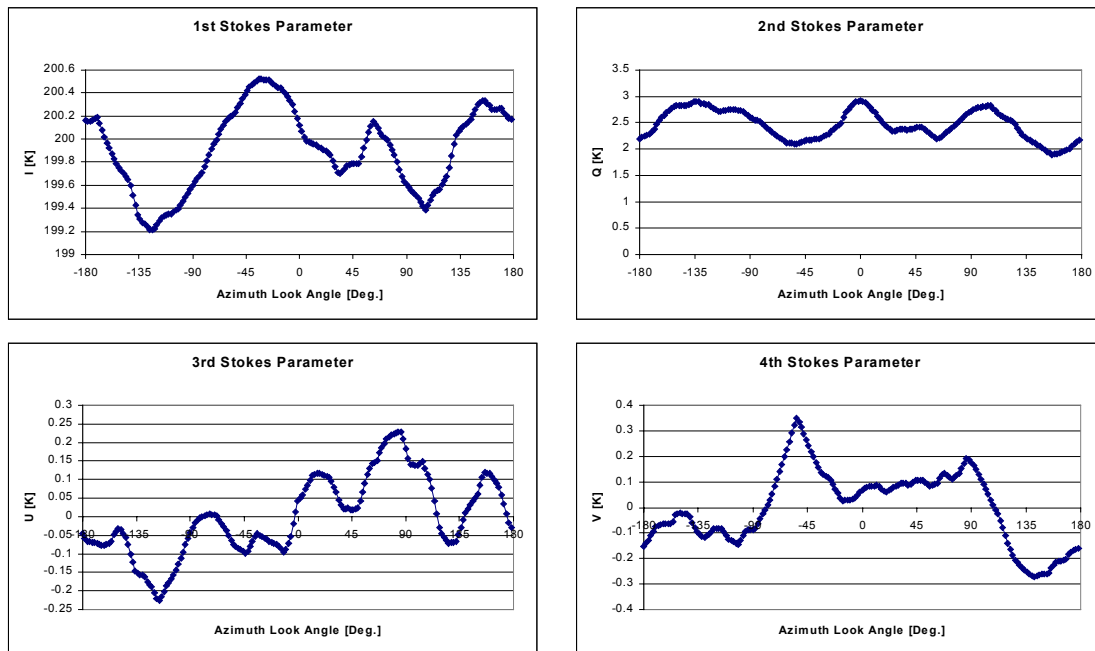 1st Stokes Parameter
I [K]
200.6
200.4
200.2
200
199.8
199.6
199.4
199.2
199
-180 -135 -90 -45 0 45 90 135 180
Azimuth Look Angle [Deg.]
2nd Stokes Parameter
Q [K]
3.5
3
2.5
2
1.5
1
0.5
0
-180 -135 -90 -45 0 45 90 135 180
Azimuth Look Angle [Deg.]
3rd Stokes Parameter
U [K]
0.3
0.25
0.2
0.15
0.1
0.05
0
-0.05
-0.1
-0.15
-0.2
-0.25
-180 -135 -90 -45 0 45 90 135 180
Azimuth Look Angle [Deg.]
4th Stokes Parameter
V [K]
0.4
0.3
0.2
0.1
0
-0.1
-0.2
-0.3
-0.4
-180 -135 -90 -45 0 45 90 135 180
Azimuth Look Angle [Deg.]